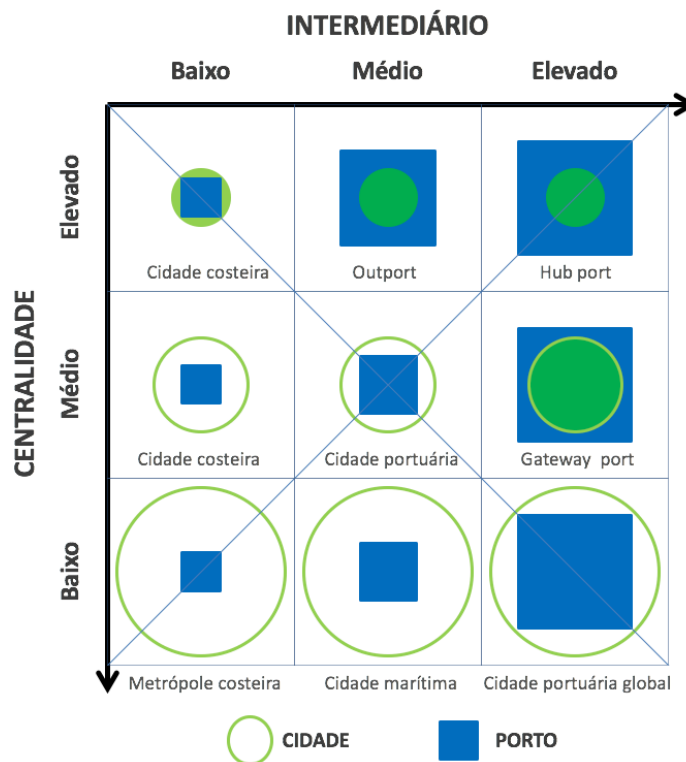 INTERMEDIÁRIO
Baixo Médio Elevado
CENTRALIDADE
Elevado
Cidade costeira Outport Hub port
Médio
Cidade costeira Cidade portuária Gateway port
Baixo
Metrópole costeira Cidade marítima Cidade portuária global
CIDADE PORTO